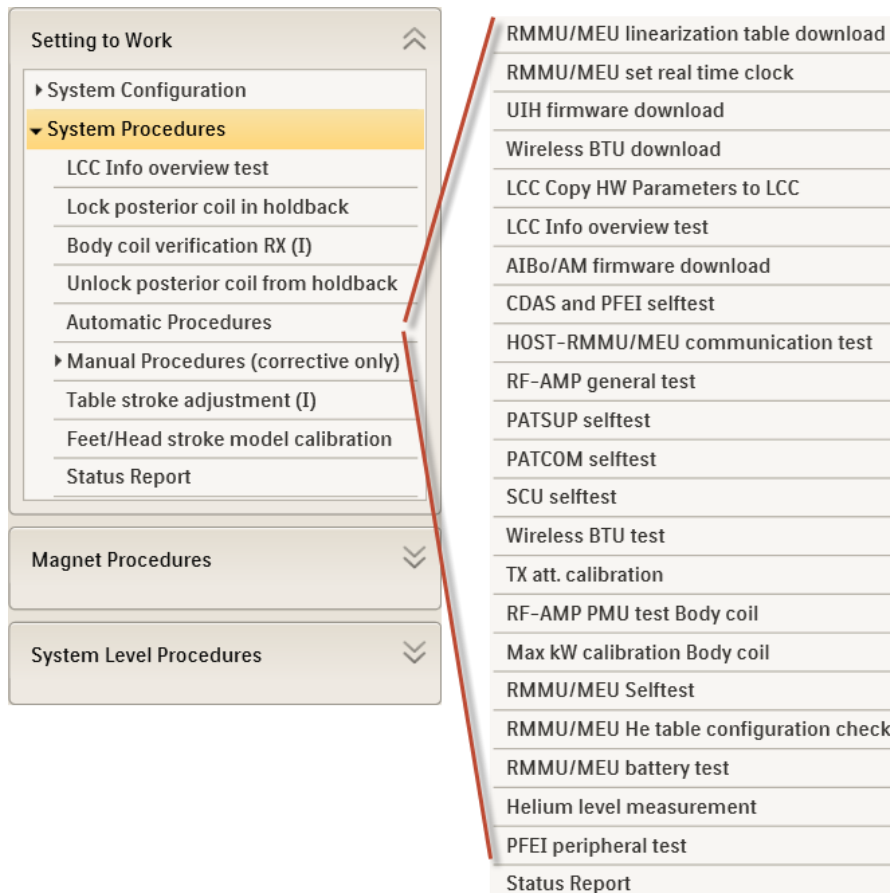 Setting to Work
System Configuration
System Procedures
LCC Info overview test
Lock posterior coil in holdback
Body coil verification RX (I)
Unlock posterior coil from holdback
Automatic Procedures
Manual Procedures (corrective only)
Table stroke adjustment (I)
Feet/Head stroke model calibration
Status Report
Magnet Procedures
System Level Procedures
RMMU/MEU linearization table download
RMMU/MEU set real time clock
UIH firmware download
Wireless BTU download
LCC Copy HW Parameters to LCC
LCC Info overview test
AIBo/AM firmware download
CDAS and PFEI selftest
HOST-RMMU/MEU communication test
RF-AMP general test
PATSUP selftest
PATCOM selftest
SCU selftest
Wireless BTU test
TX att. calibration
RF-AMP PMU test Body coil
Max kW calibration Body coil
RMMU/MEU Selftest
RMMU/MEU He table configuration check
RMMU/MEU battery test
Helium level measurement
PFEI peripheral test
Status Report